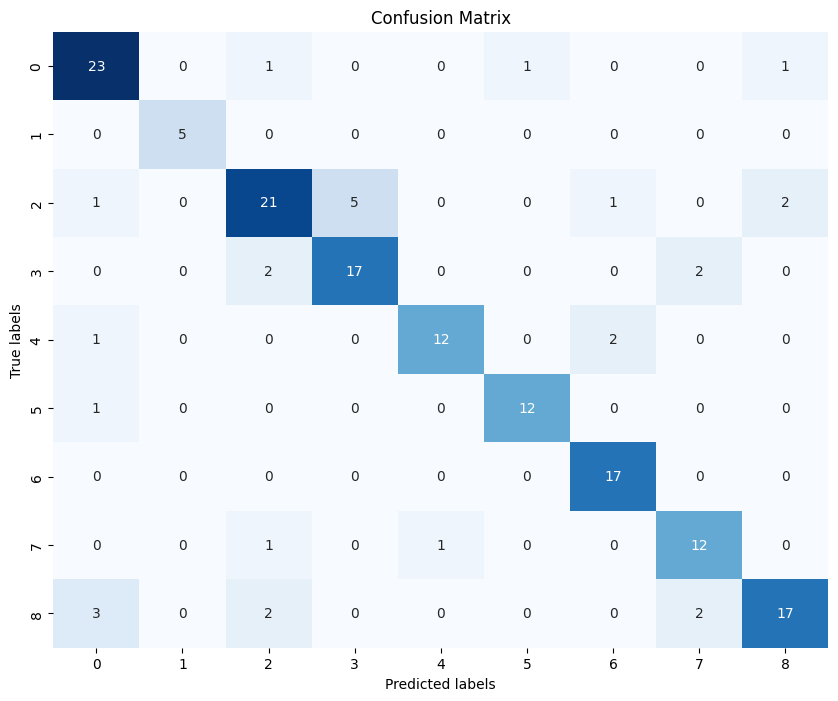 Confusion Matrix
0 23 0 1 0 0 1 0 0 1
1 0 5 0 0 0 0 0 0 0
2 1 0 21 5 0 0 1 0 2
3 0 0 2 17 0 0 0 2 0
4 1 0 0 0 12 0 2 0 0
5 1 0 0 0 0 12 0 0 0
6 0 0 0 0 0 0 17 0 0
7 0 0 1 0 1 0 0 12 0
8 3 0 2 0 0 0 0 2 17
True labels
0 1 2 3 4 5 6 7 8
Predicted labels